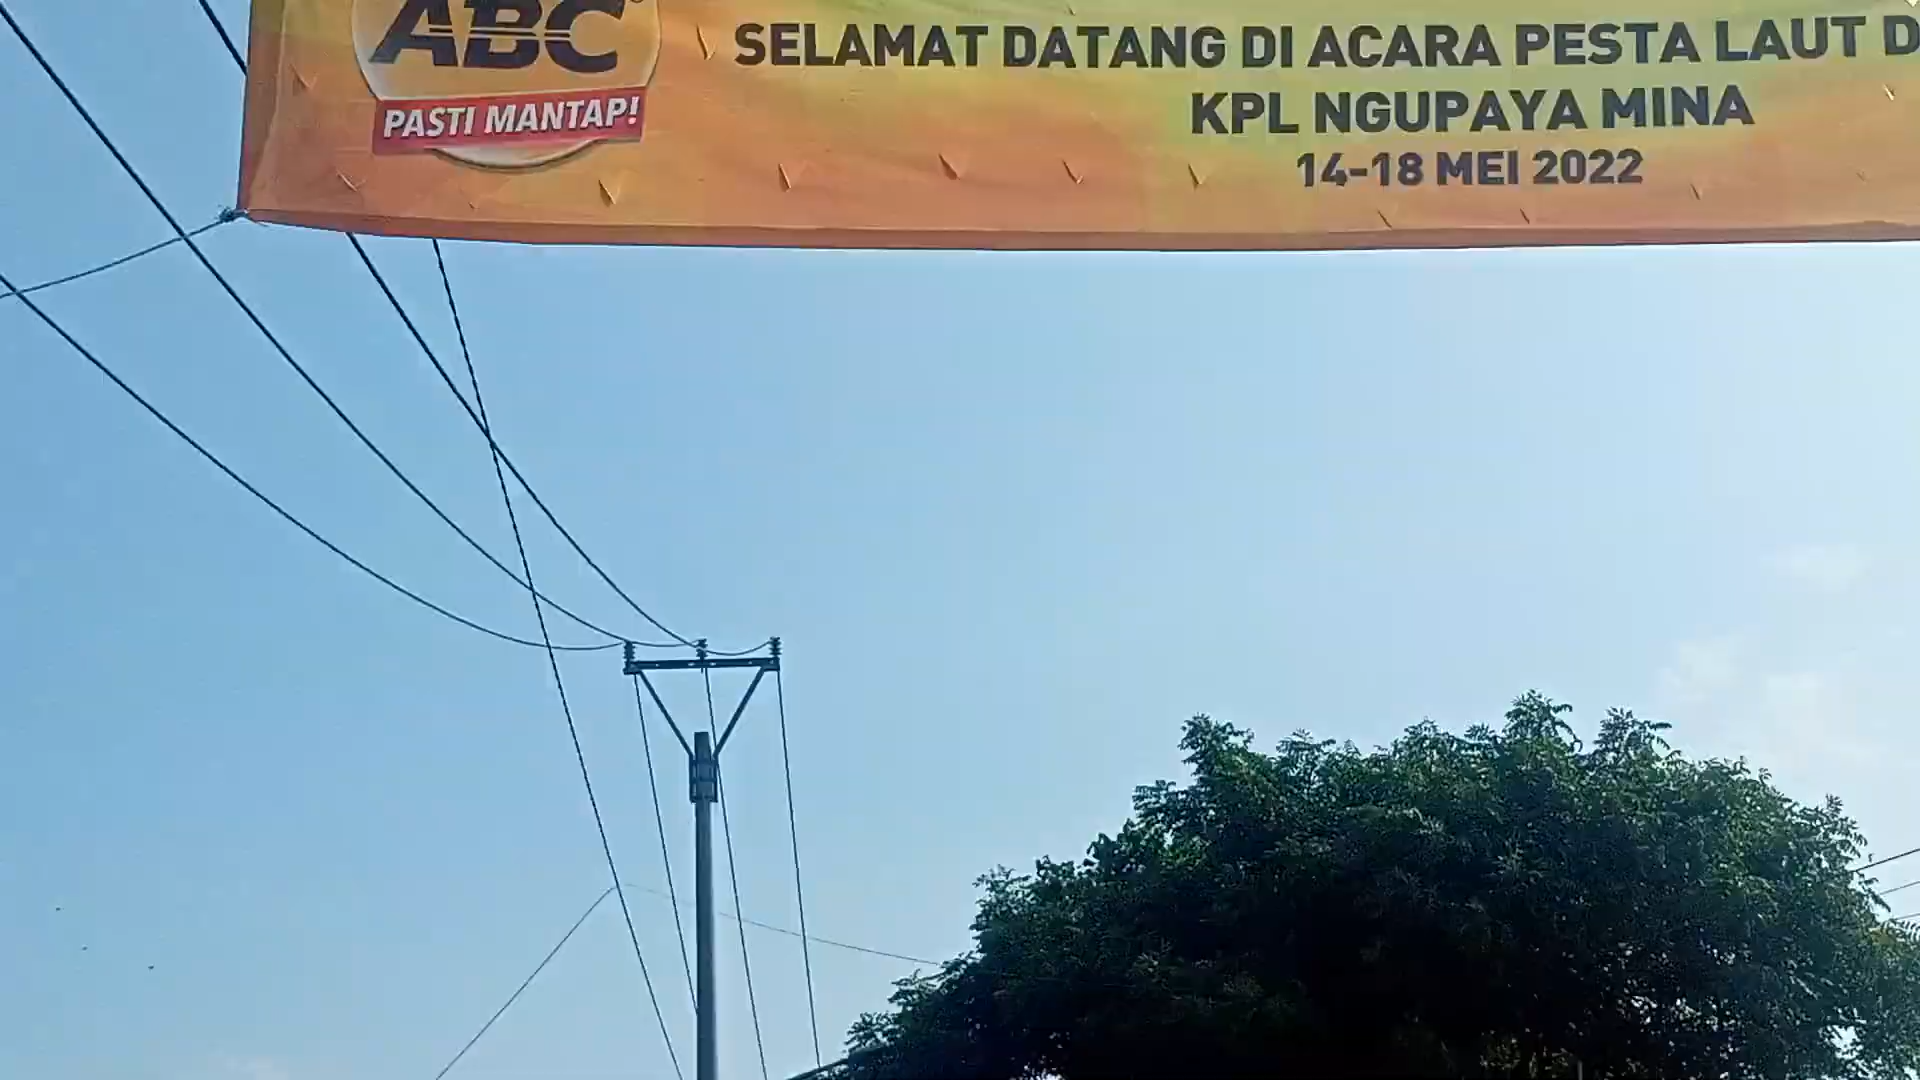 ABC
PASTI MANTAP!
SELAMAT DATANG DI ACARA PESTA LAUT D
KPL NGUPAYA MINA
14-18 MEI 2022